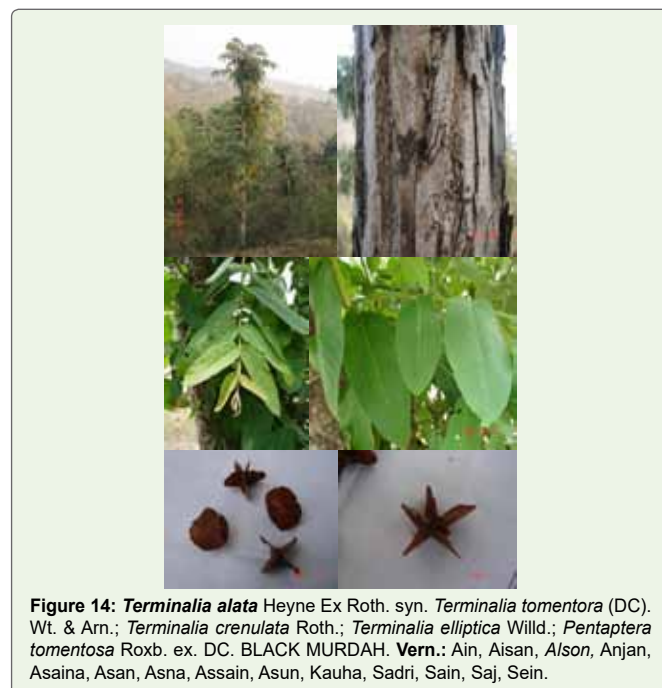 Figure 14: Terminalia alata Heyne Ex Roth. syn. Terminalia tomentora (DC).
Wt. & Arn.; Terminalia crenulata Roth.; Terminalia elliptica Willd.; Pentaptera
tomentosa Roxb. ex. DC. BLACK MURDAH. Vern.: Ain, Aisan, Alson, Anjan,
Asaina, Asan, Asna, Assain, Asun, Kauha, Sadri, Sain, Saj, Sein.